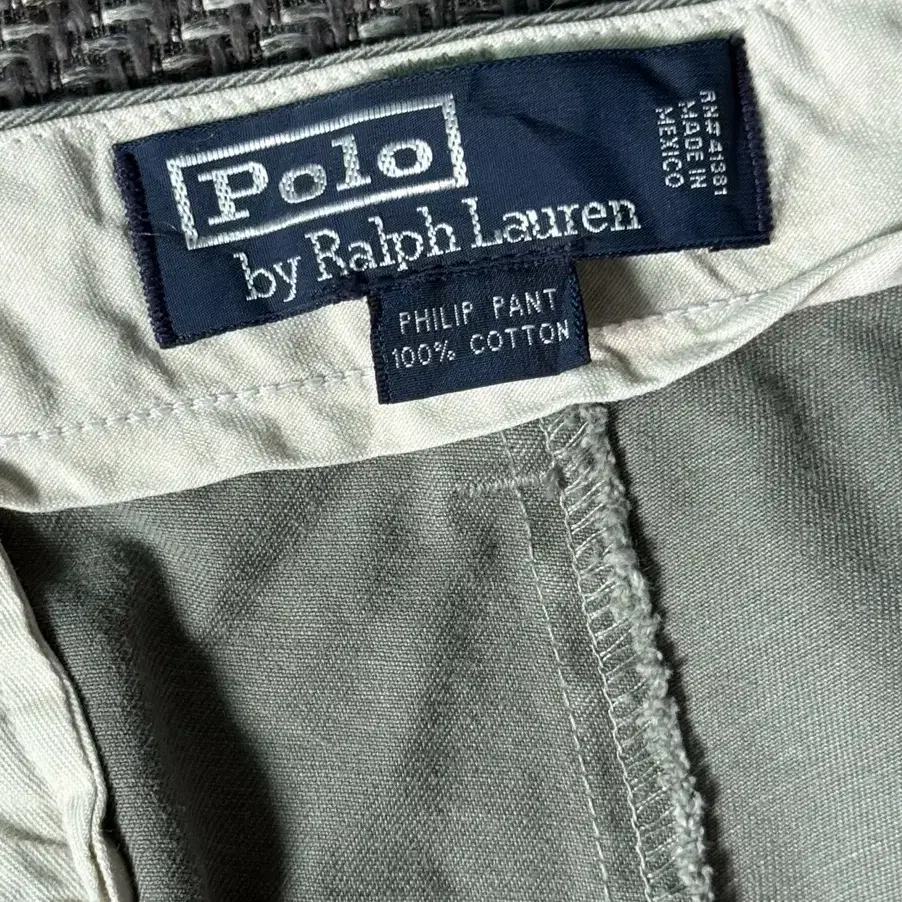 Polo
by Ralph Lauren
RN# 41381
MADE IN
MEXICO
PHILIP PANT
100% COTTON